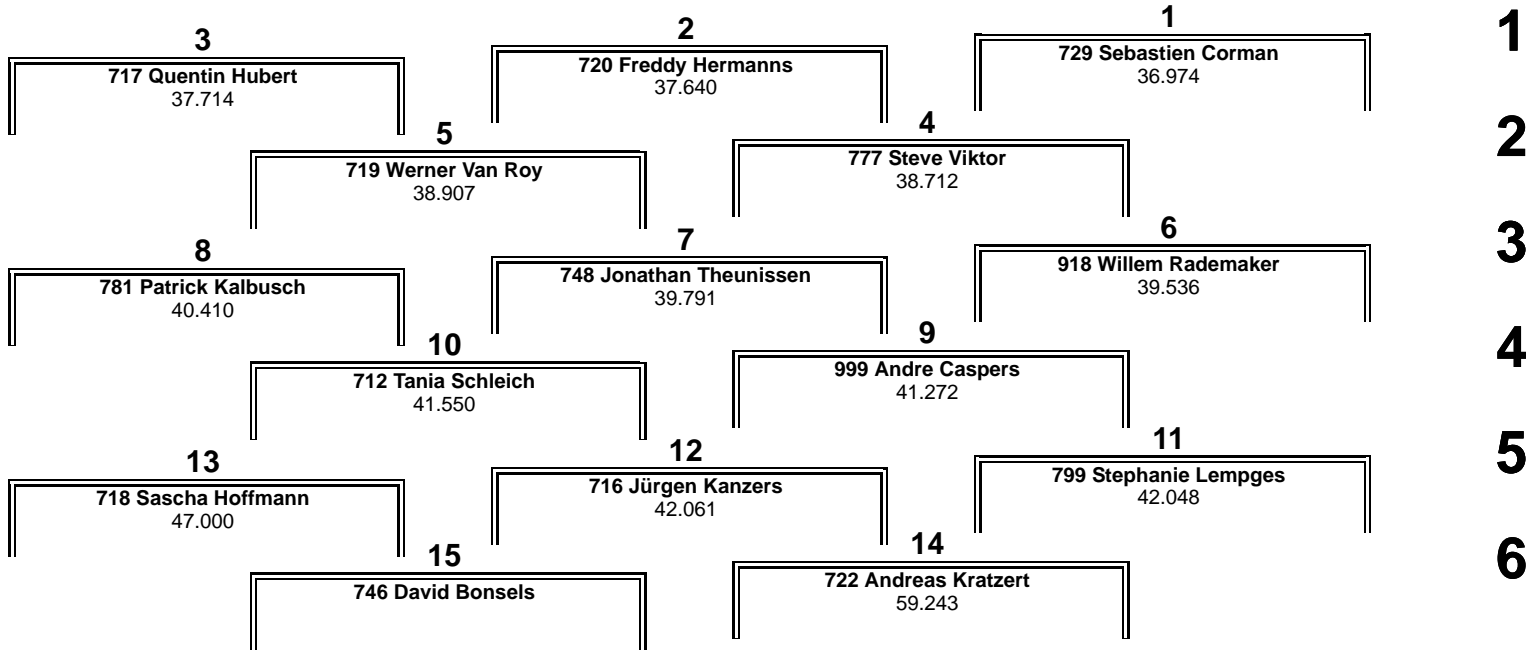 3
717 Quentin Hubert
37.714
2
720 Freddy Hermanns
37.640
1
729 Sebastien Corman
36.974
1
5
719 Werner Van Roy
38.907
4
777 Steve Viktor
38.712
2
8
781 Patrick Kalbusch
40.410
7
748 Jonathan Theunissen
39.791
6
918 Willem Rademaker
39.536
3
10
712 Tania Schleich
41.550
9
999 Andre Caspers
41.272
4
13
718 Sascha Hoffmann
47.000
12
716 Jürgen Kanzers
42.061
11
799 Stephanie Lempges
42.048
5
15
746 David Bonsels
14
722 Andreas Kratzert
59.243
6